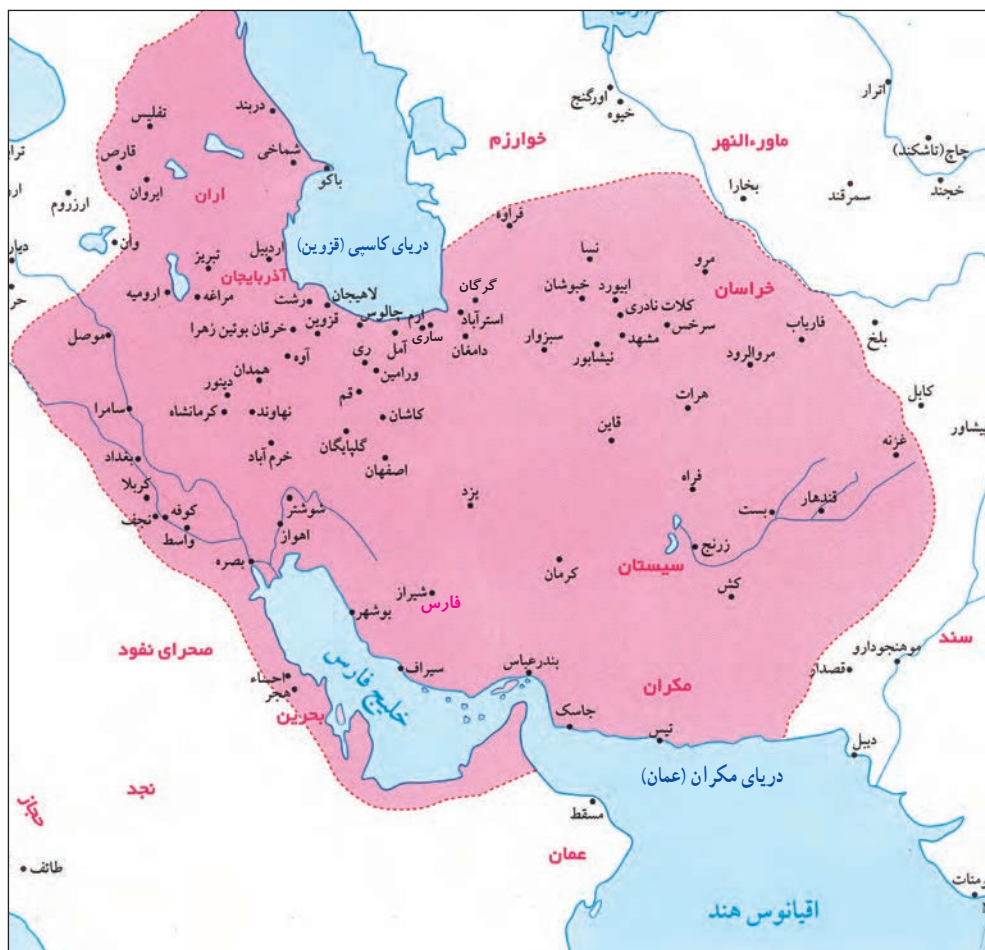 دربند
تفلیس
شماخی
قارص
ایروان
باکو
اران
ارزروم
وان
خوارزم
اورگنج
خیوه
ماورءالنهر
اترار
چاچ(تاشکند)
خجند
سمرقند
بخارا
دریای کاسپی (قزوین)
فراوه
نسا
مرو
خراسان
اردبیل
تبریز
آذربایجان
ارومیه
مراغه
رشت
لاهیجان
چالوس
ارم
ساری
آمل
گرگان
استرآباد
دامغان
خبوشان
ابیورد
کلات نادری
سرخس
مشهد
نیشابور
سبزوار
فاریاب
مروالرود
بلخ
کابل
پیشاور
غزنه
موصل
خرقان بوئین زهرا
قزوین
آوه
ری
ورامین
همدان
دینور
قم
سامرا
کرمانشاه
نهاوند
کاشان
گلپایگان
خرم آباد
اصفهان
هرات
قاین
بغداد
کربلا
نجف
کوفه
واسط
شوشتر
اهواز
بصره
یزد
فراه
بست
قندهار
زرنج
سیستان
کرمان
کش
شیراز
فارس
بوشهر
سند
موهنجودارو
قصدار
صحرای نفود
احساء
هجر
بحرین
خلیج فارس
سیراف
بندرعباس
مکران
جاسک
تیس
دیبل
نجد
حجاز
دریای مکران (عمان)
مسقط
عمان
طائف
اقیانوس هند